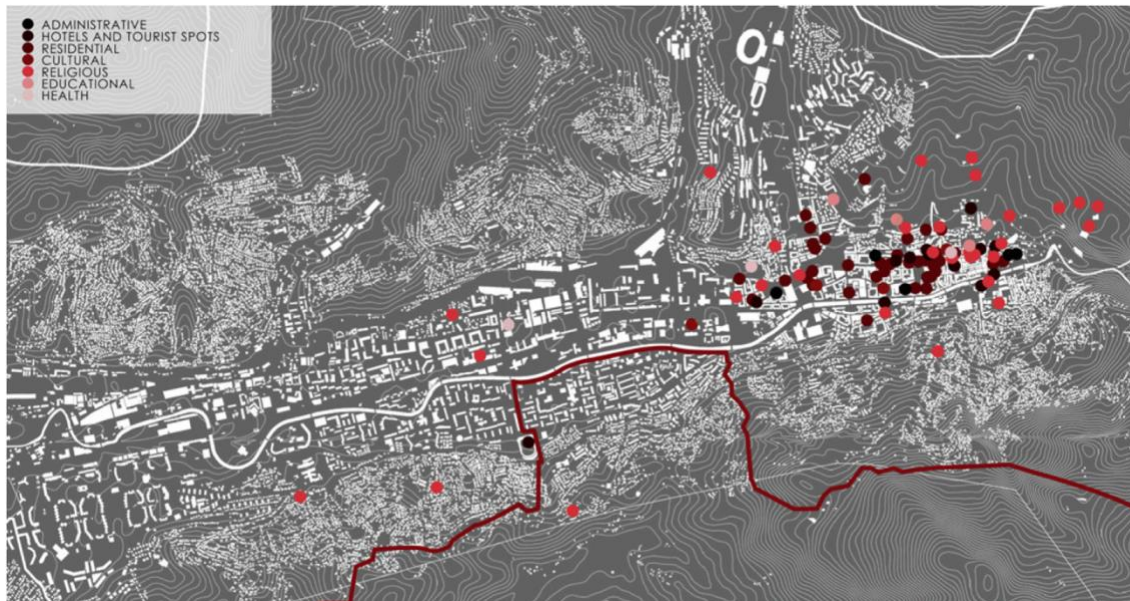 ADMINISTRATIVE
HOTELS AND TOURIST SPOTS
RESIDENTIAL
CULTURAL
RELIGIOUS
EDUCATIONAL
HEALTH